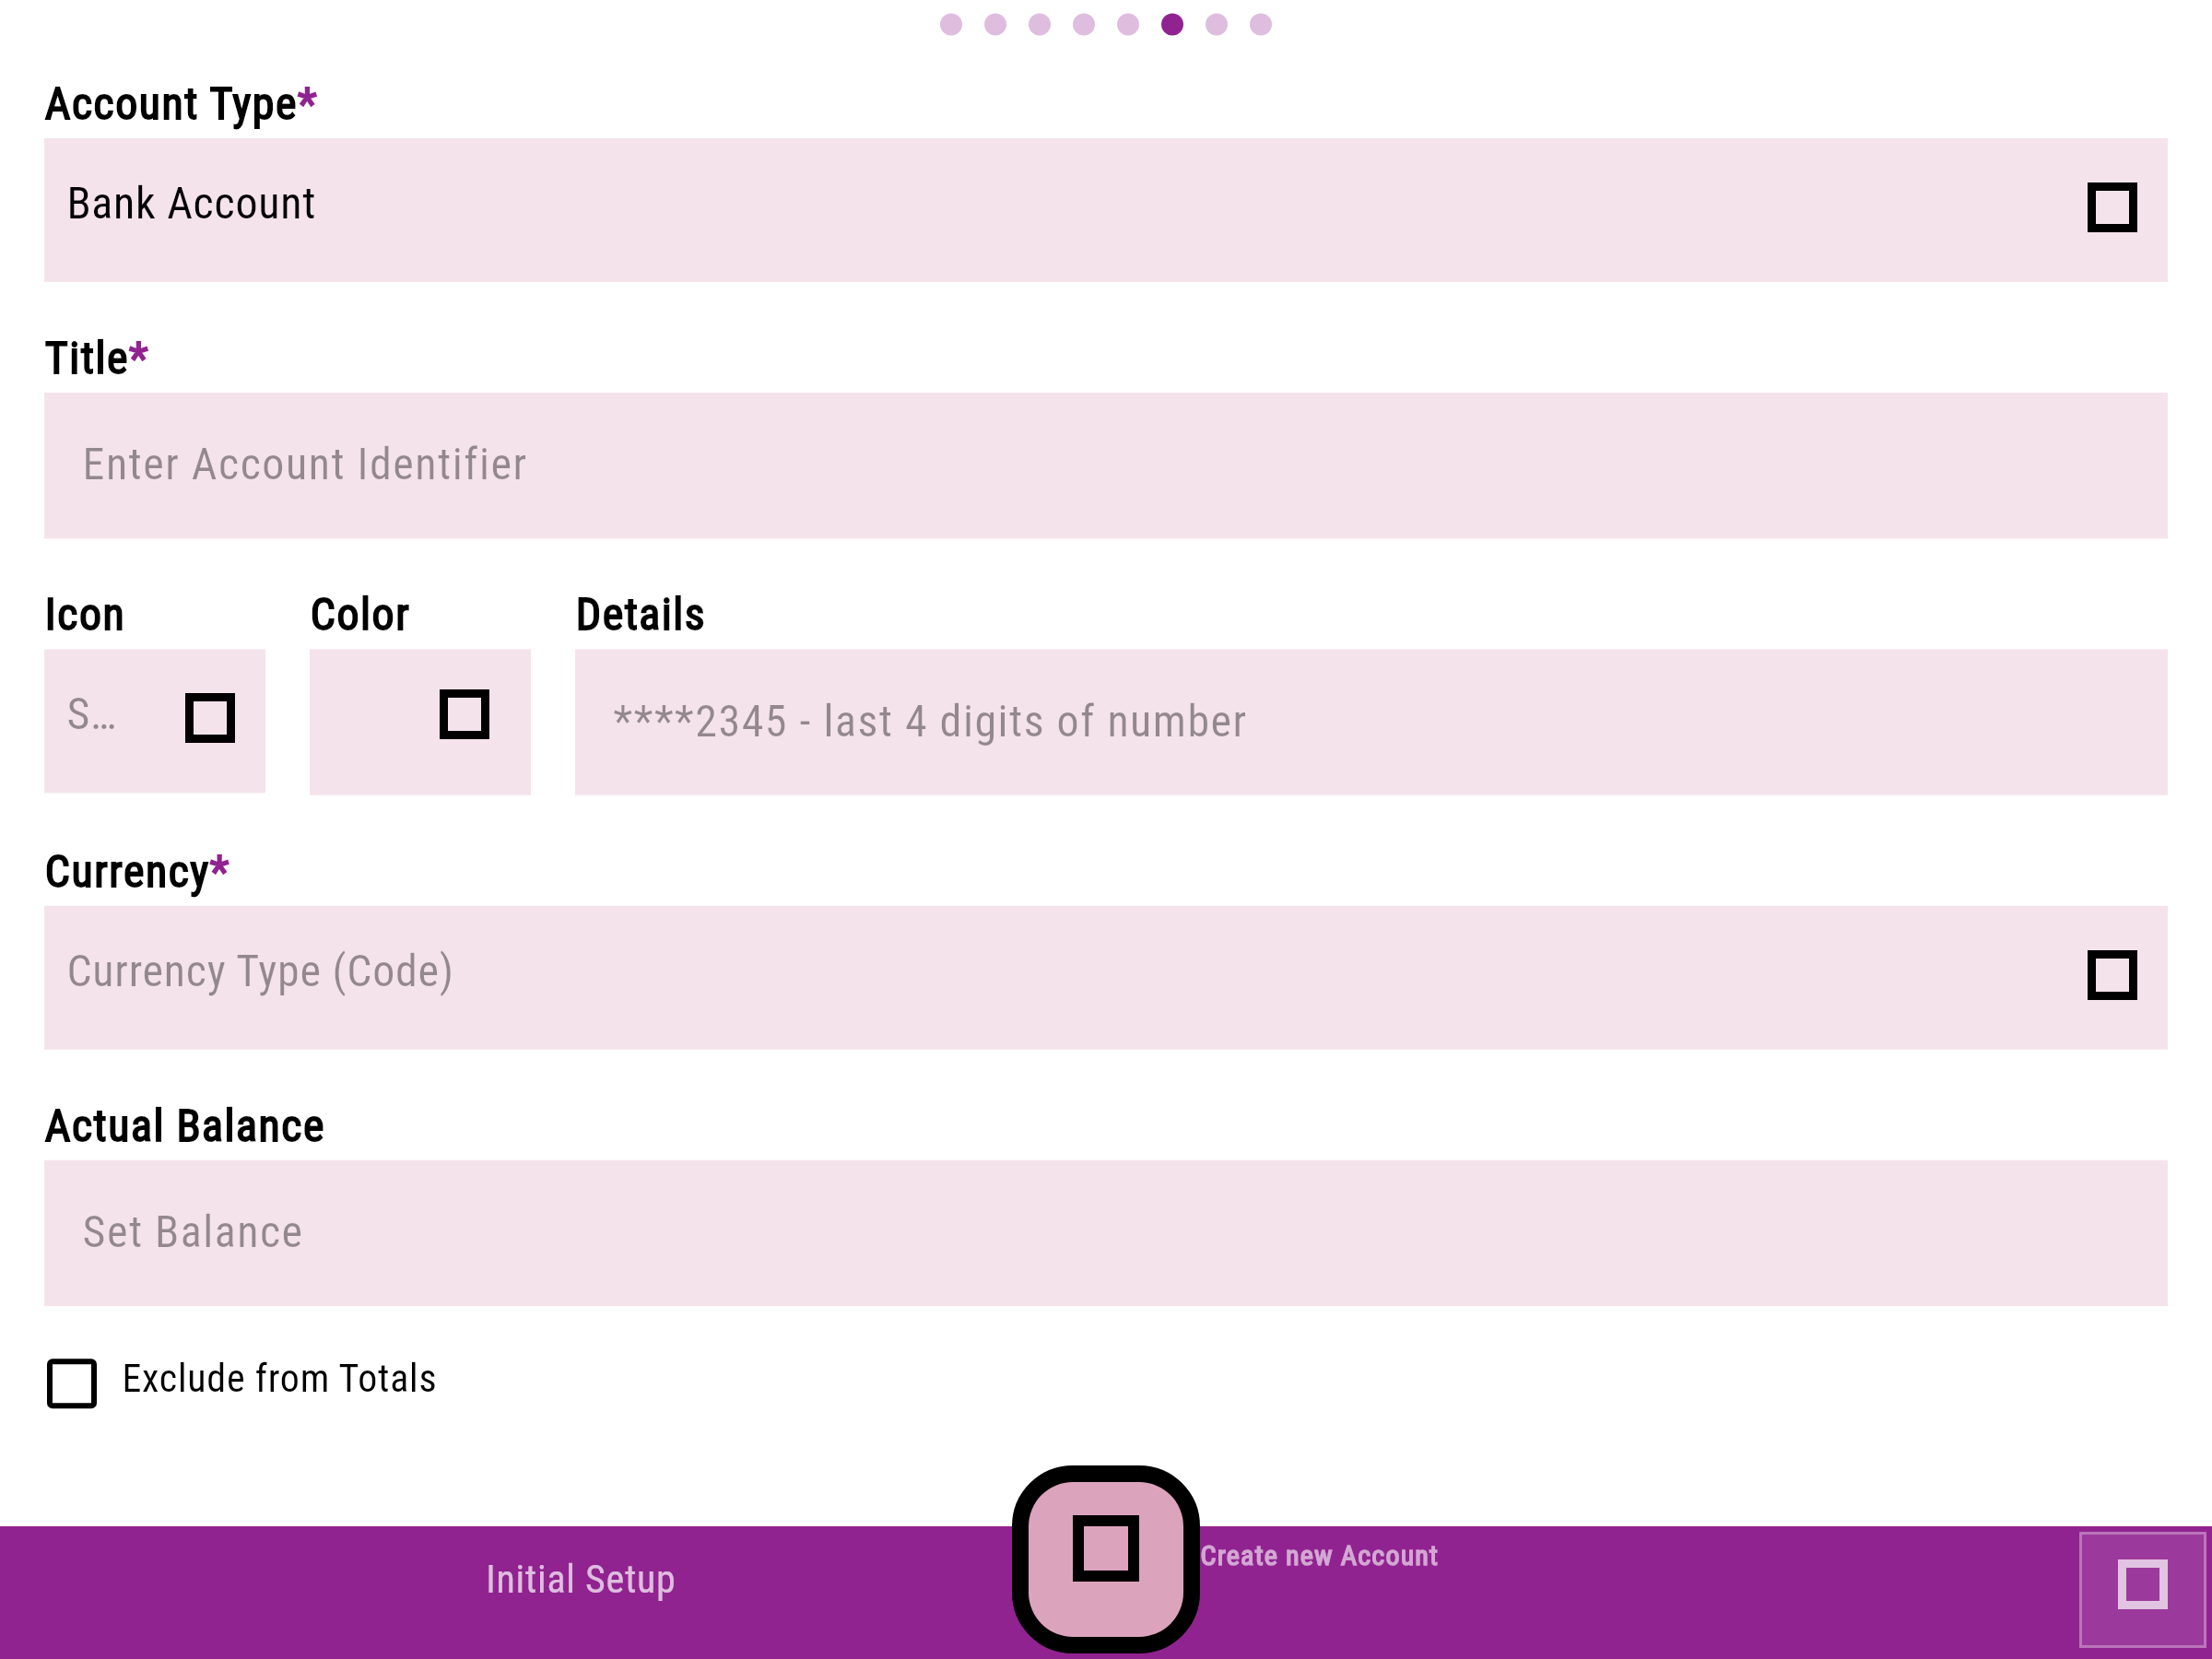 Account Type*
Bank Account
Title*
Enter Account Identifier
Icon Color Details
S… ****2345 - last 4 digits of number
Currency*
Currency Type (Code)
Actual Balance
Set Balance
Exclude from Totals
Initial Setup
Create new Account